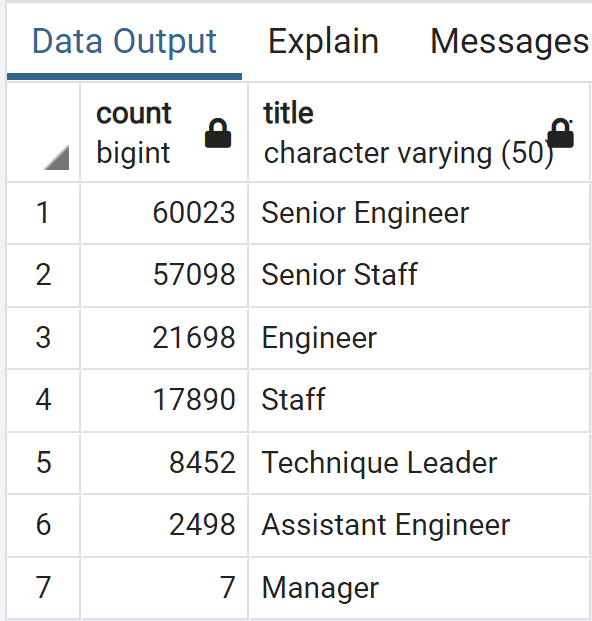 Data Output Explain Messages
count title
bigint character varying (50)
1 60023 Senior Engineer
2 57098 Senior Staff
3 21698 Engineer
4 17890 Staff
5 8452 Technique Leader
6 2498 Assistant Engineer
7 7 Manager